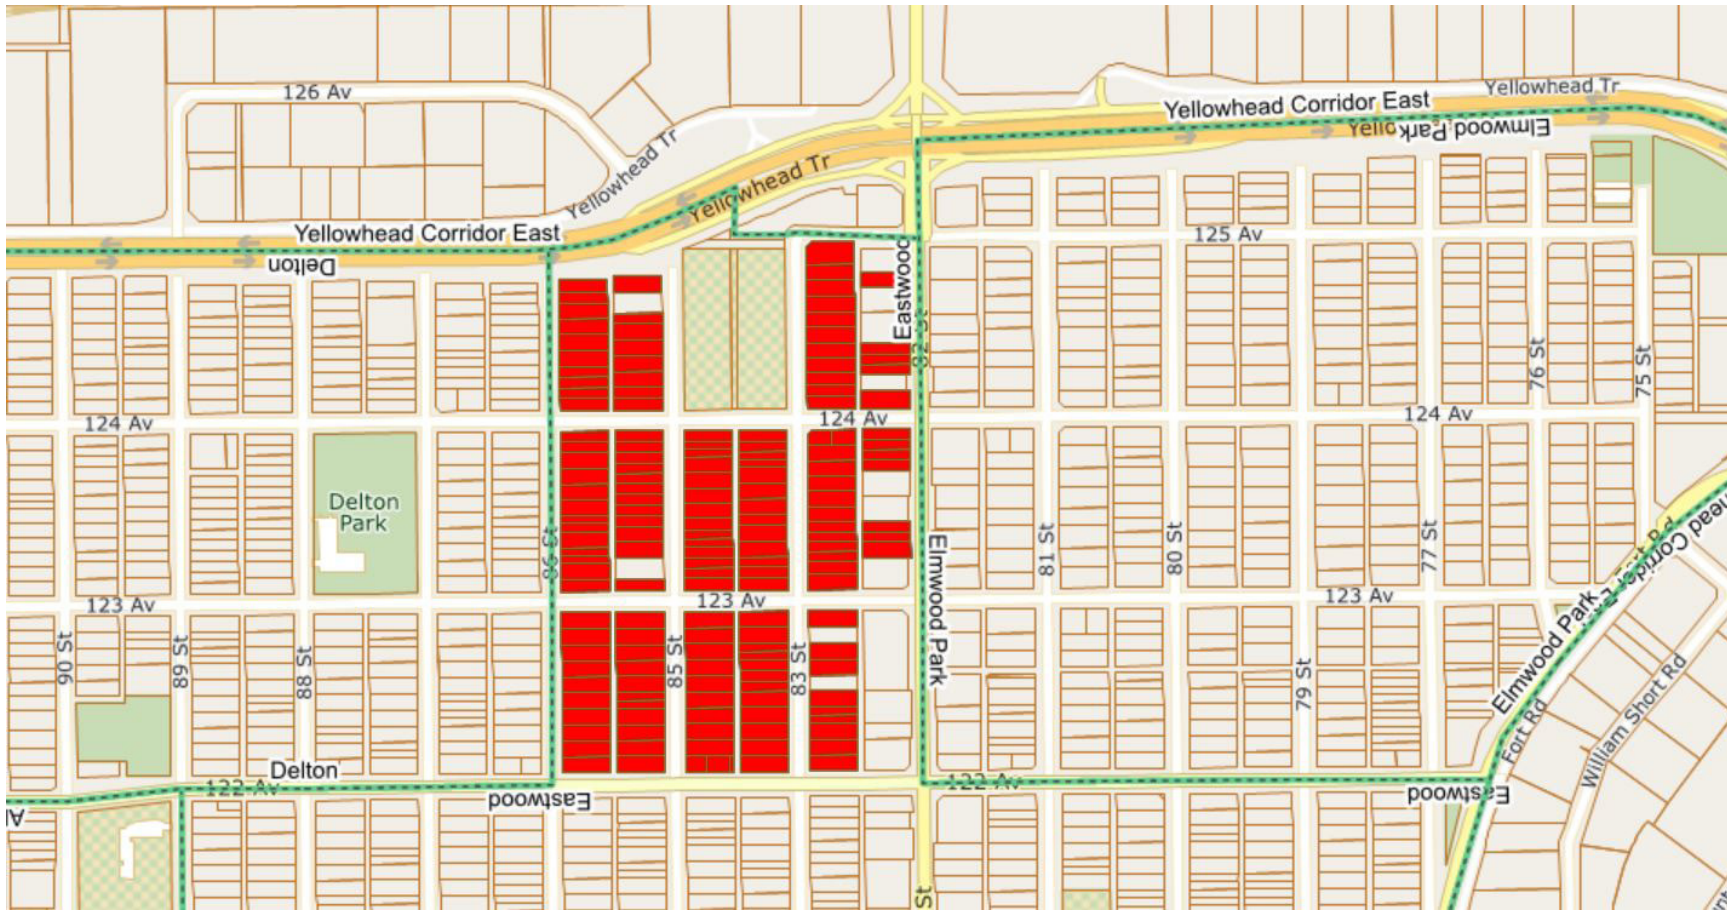 126 Av
Yellowhead Tr
Yellowhead Corridor East
Elmwood Park
Yellowhead Tr
Yellowhead Tr
Yellowhead Corridor East
Delton
125 Av
Eastwood
82 St
76 St
75 St
124 Av
124 Av
124 Av
Delton
Park
86 St
Elmwood Park
81 St
80 St
77 St
123 Av
123 Av
123 Av
Elmwood Park
90 St
89 St
88 St
85 St
83 St
79 St
Fort Rd
William Short Rd
Delton
122 Av
Eastwood
122 Av
Eastwood
St